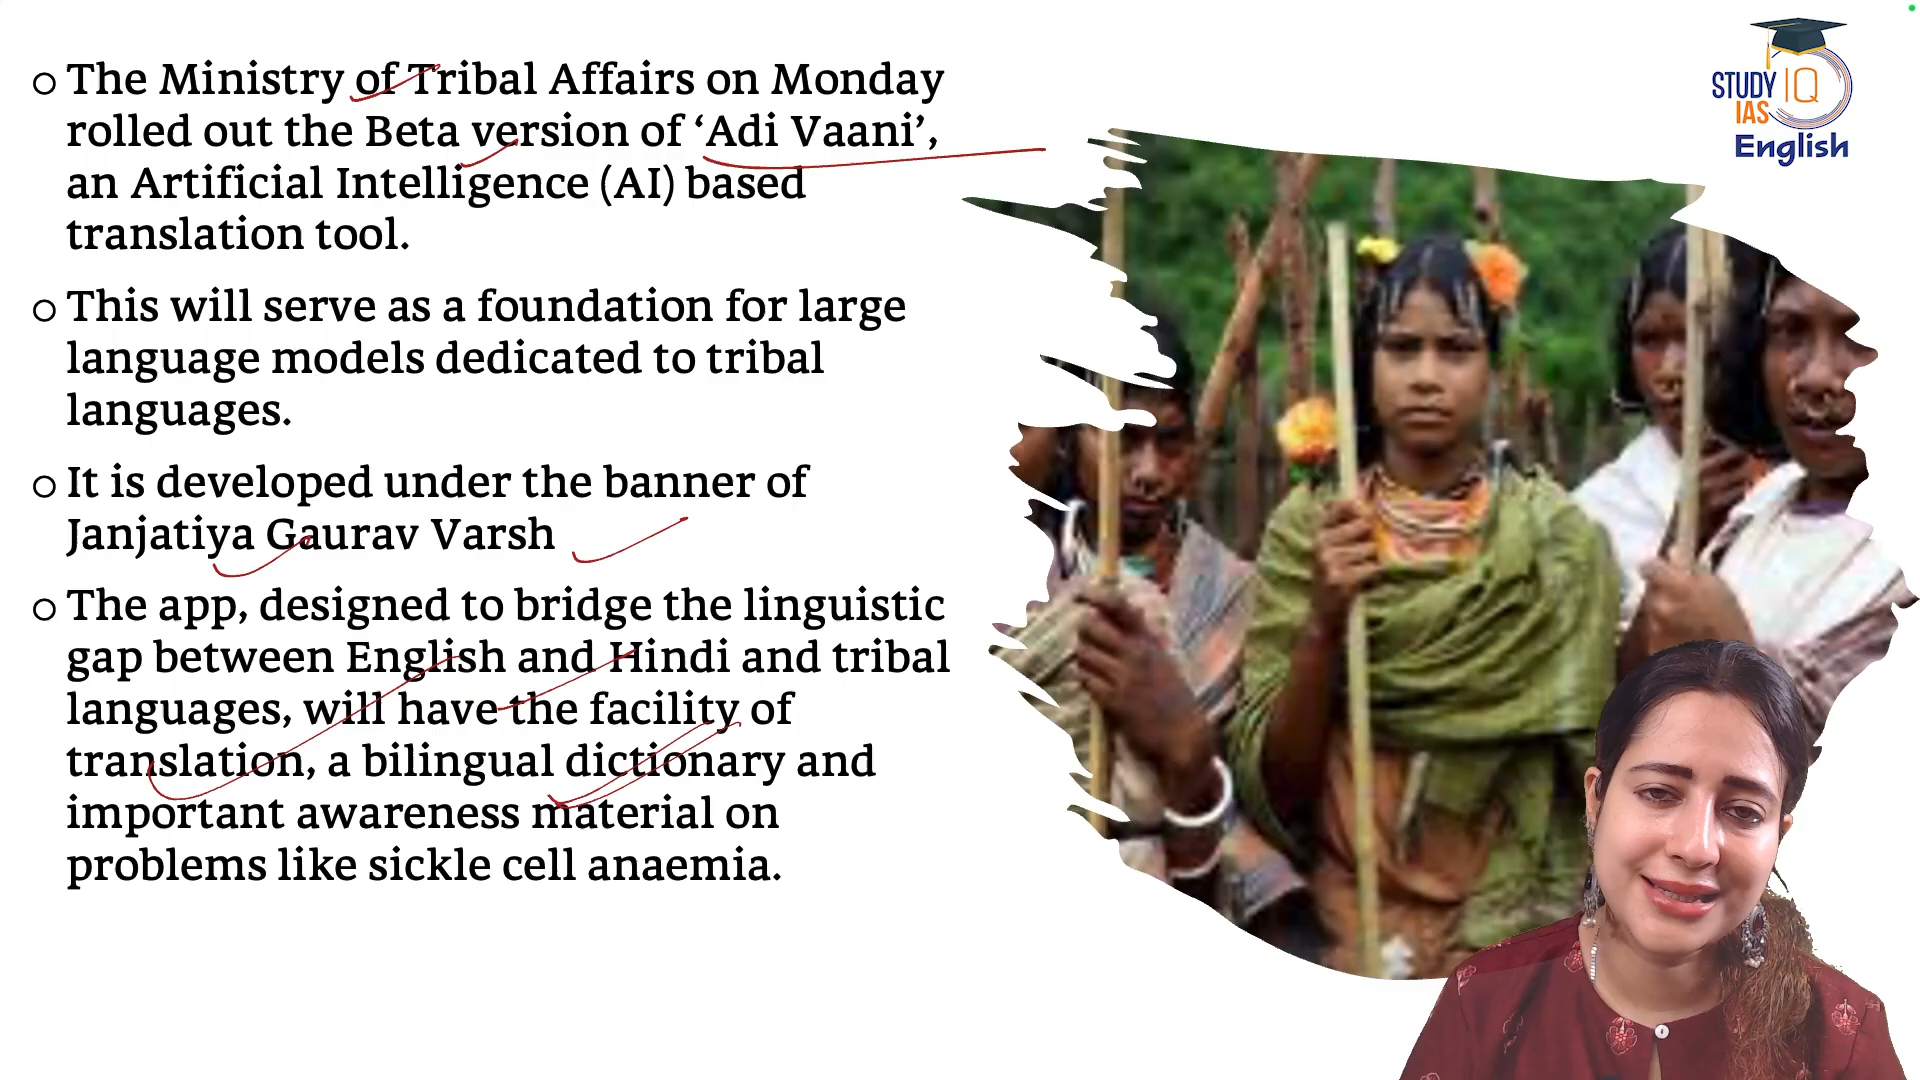 ○ The Ministry of Tribal Affairs on Monday
rolled out the Beta version of ‘Adi Vaani’,
an Artificial Intelligence (AI) based
translation tool.
○ This will serve as a foundation for large
language models dedicated to tribal
languages.
○ It is developed under the banner of
Janjatiya Gaurav Varsh
○ The app, designed to bridge the linguistic
gap between English and Hindi and tribal
languages, will have the facility of
translation, a bilingual dictionary and
important awareness material on
problems like sickle cell anaemia.
STUDY IQ
IAS
English